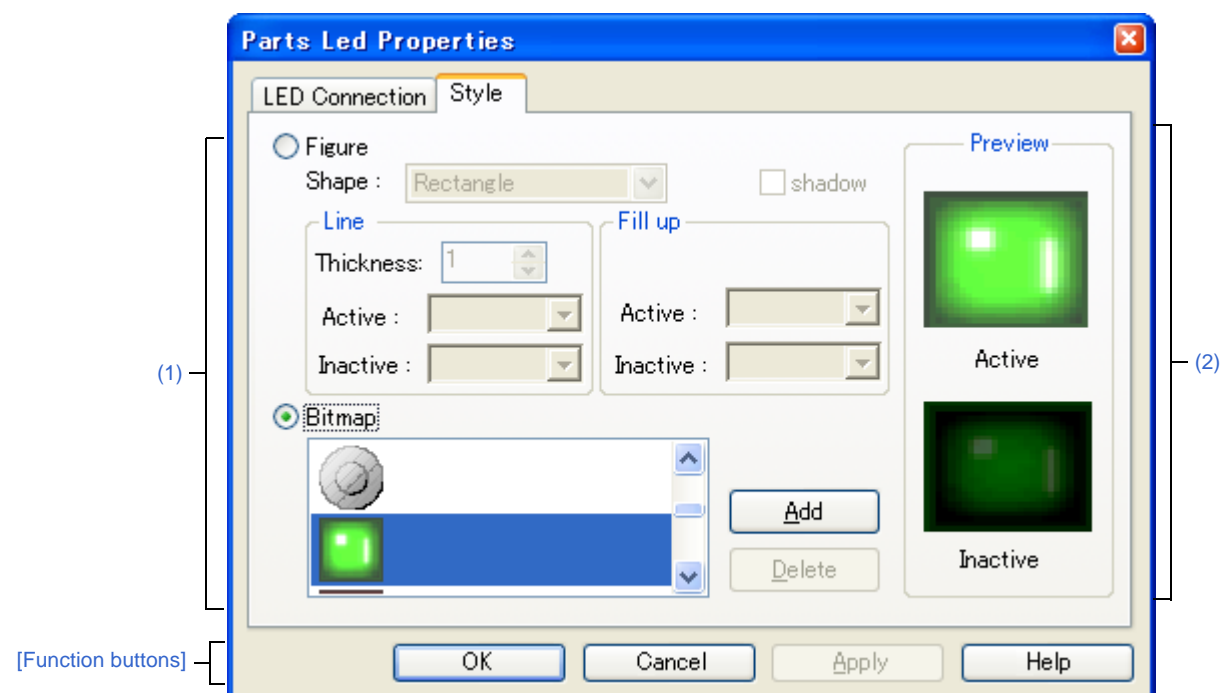 Parts Led Properties
LED Connection Style
Figure
Preview
Shape : Rectangle shadow
Line
Fill up
Thickness: 1
Active :
Active :
Inactive :
Inactive :
Active
(1)
(2)
Bitmap
Add
Delete
Inactive
[Function buttons]
OK Cancel Apply Help